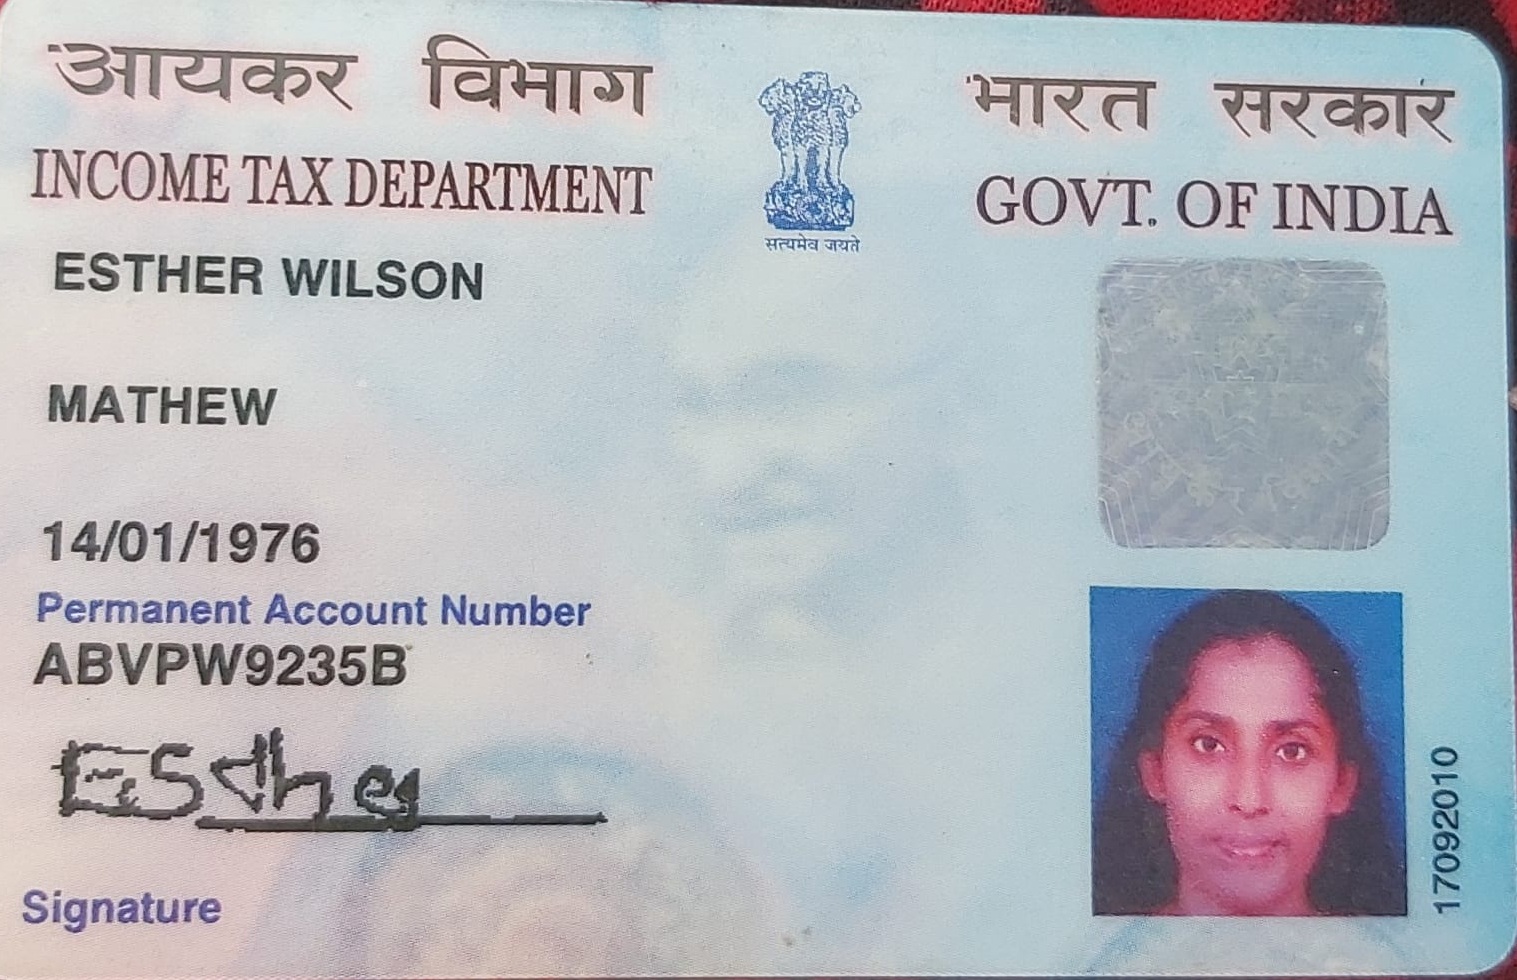 आयकर विभाग
INCOME TAX DEPARTMENT
भारत सरकार
GOVT. OF INDIA
सत्यमेव जयते
ESTHER WILSON
MATHEW
14/01/1976
Permanent Account Number
ABVPW9235B
Esther
Signature
17092010